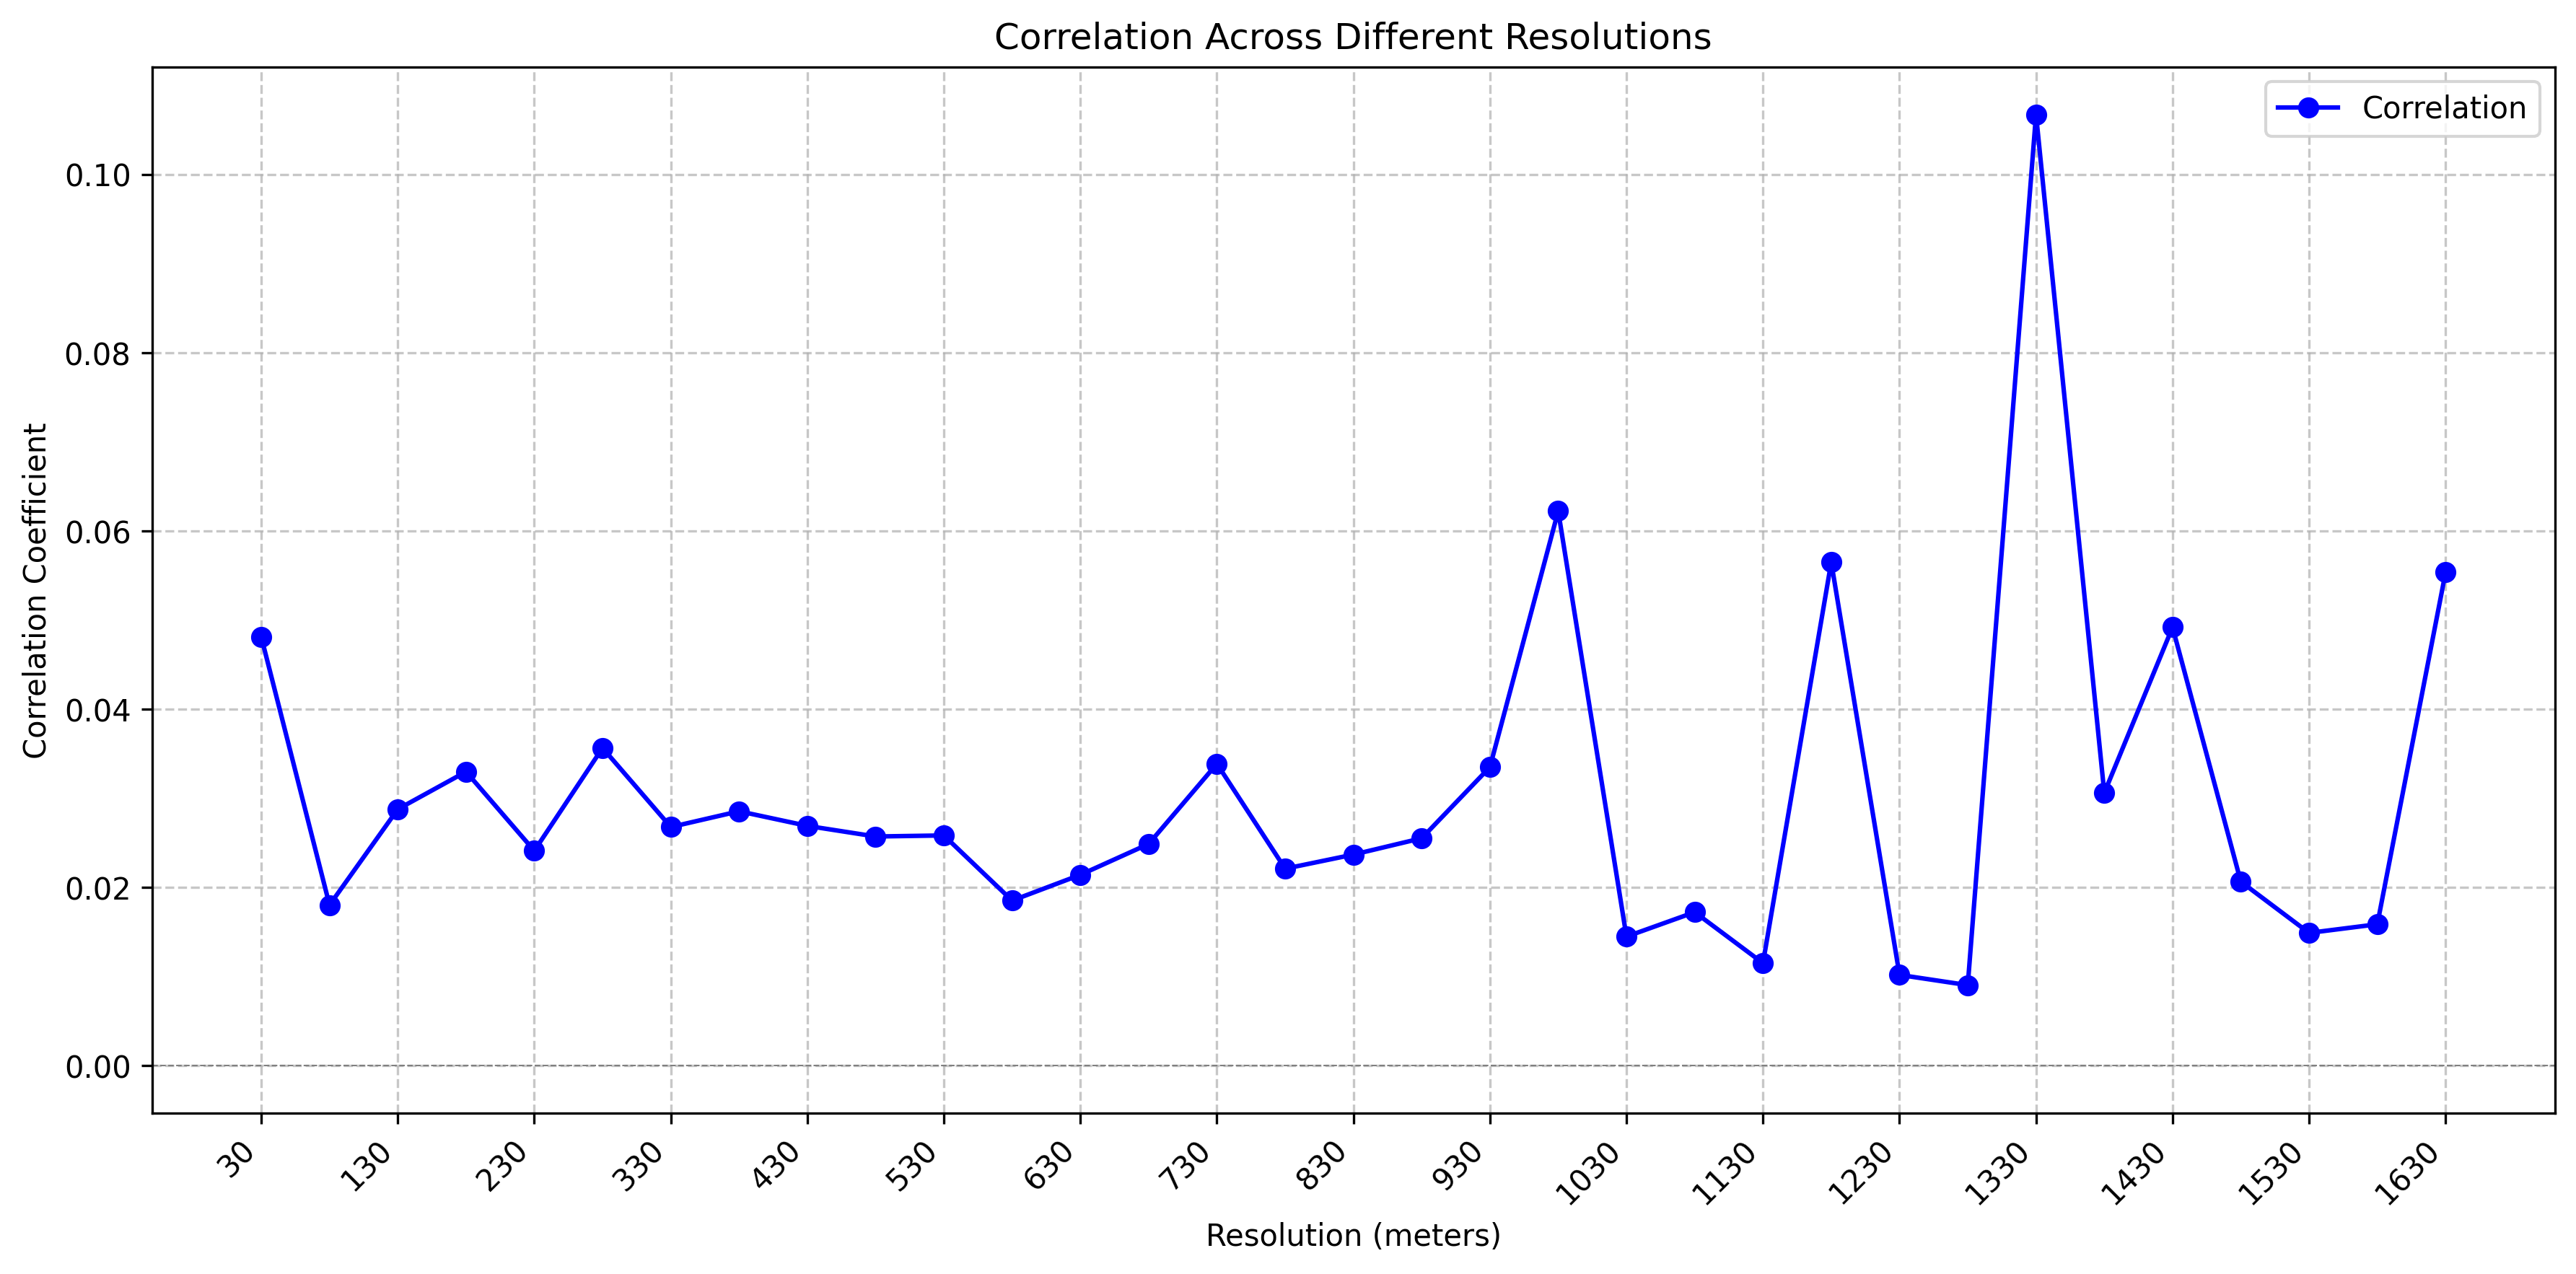 Correlation Across Different Resolutions
Correlation
0.10
0.08
0.06
0.04
0.02
0.00
Correlation Coefficient
30 130 230 330 430 530 630 730 830 930 1030 1130 1230 1330 1430 1530 1630
Resolution (meters)